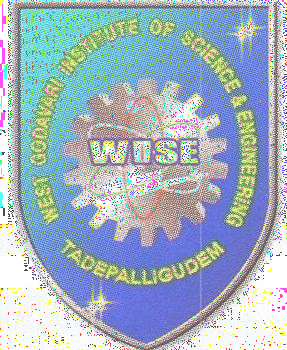 WEST GODAVARI INSTITUTE OF SCIENCE & ENGINEERING
WISE
TADEPALLIGUDEM